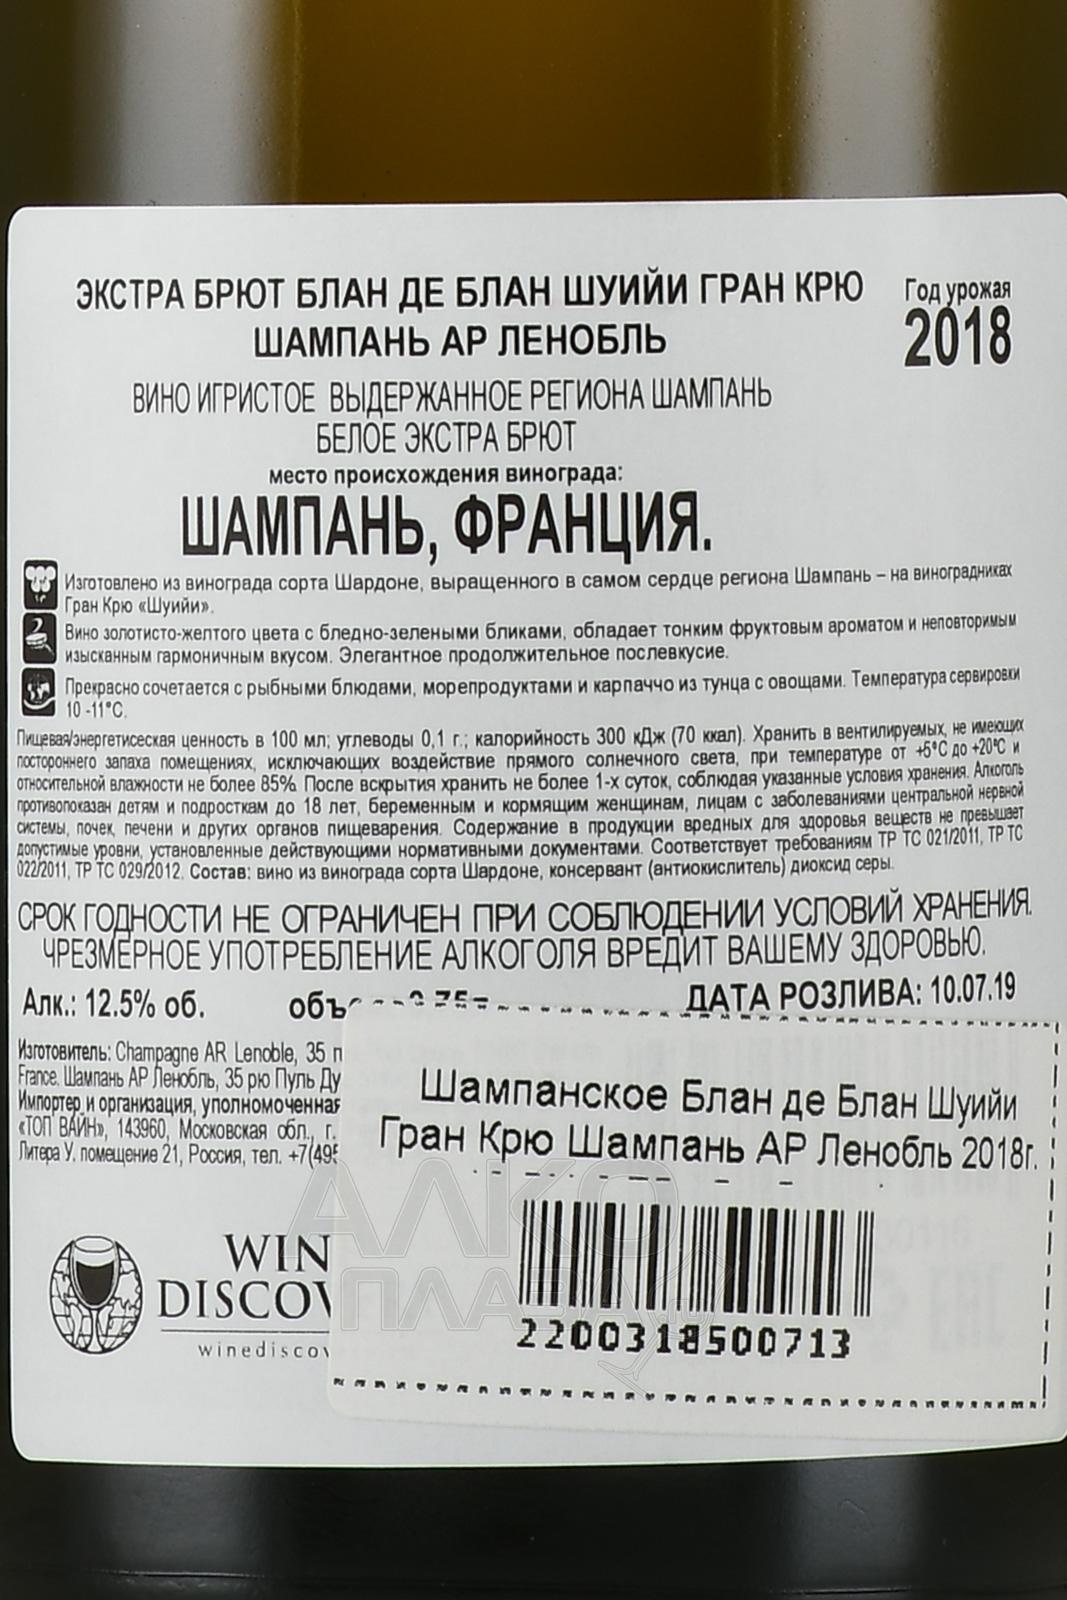 ЭКСТРА БРЮТ БЛАН ДЕ БЛАН ШУИЙИ ГРАН КРЮ
ШАМПАНЬ АР ЛЕНОБЛЬ
Год урожая
2018
ВИНО ИГРИСТОЕ ВЫДЕРЖАННОЕ РЕГИОНА ШАМПАНЬ
БЕЛОЕ ЭКСТРА БРЮТ
место происхождения винограда:
ШАМПАНЬ, ФРАНЦИЯ.
Изготовлено из винограда сорта Шардоне, выращенного в самом сердце региона Шампань – на виноградниках
Гран Крю «Шуийи».
Вино золотисто-желтого цвета с бледно-зелеными бликами, обладает тонким фруктовым ароматом и неповторимым
изысканным гармоничным вкусом. Элегантное продолжительное послевкусие.
Прекрасно сочетается с рыбными блюдами, морепродуктами и карпаччо из тунца с овощами. Температура сервировки
10 -11°С.
Пищевая/энергетисеская ценность в 100 мл; углеводы 0,1 г.; калорийность 300 кДж (70 ккал). Хранить в вентилируемых, не имеющих
постороннего запаха помещениях, исключающих воздействие прямого солнечного света, при температуре от +5°С до +20°С и
относительной влажности не более 85%. После вскрытия хранить не более 1-х суток, соблюдая указанные условия хранения. Алкоголь
противопоказан детям и подросткам до 18 лет, беременным и кормящим женщинам, лицам с заболеваниями центральной нервной
системы, почек, печени и других органов пищеварения. Содержание в продукции вредных для здоровья веществ не превышает
допустимые уровни, установленные действующими нормативными документами. Соответствует требованиям ТР ТС 021/2011, ТР ТС
022/2011, ТР ТС 029/2012. Состав: вино из винограда сорта Шардоне, консервант (антиокислитель) диоксид серы.
СРОК ГОДНОСТИ НЕ ОГРАНИЧЕН ПРИ СОБЛЮДЕНИИ УСЛОВИЙ ХРАНЕНИЯ.
ЧРЕЗМЕРНОЕ УПОТРЕБЛЕНИЕ АЛКОГОЛЯ ВРЕДИТ ВАШЕМУ ЗДОРОВЬЮ.
Алк.: 12.5% об. ДАТА РОЗЛИВА: 10.07.19
Изготовитель: Champagne AR Lenoble, 35
France. Шампань АР Ленобль, 35 рю Пуль Ду
Импортер и организация, уполномоченная
«ТОП ВАЙН», 143960, Московская обл., г.
Литера У, помещение 21, Россия, тел. +7(495
WIN
DISCOV
winediscov
Шампанское Блан де Блан Шуийи
Гран Крю Шампань АР Ленобль 2018г.
2200318500713
АЛКО
ПЛАЗА